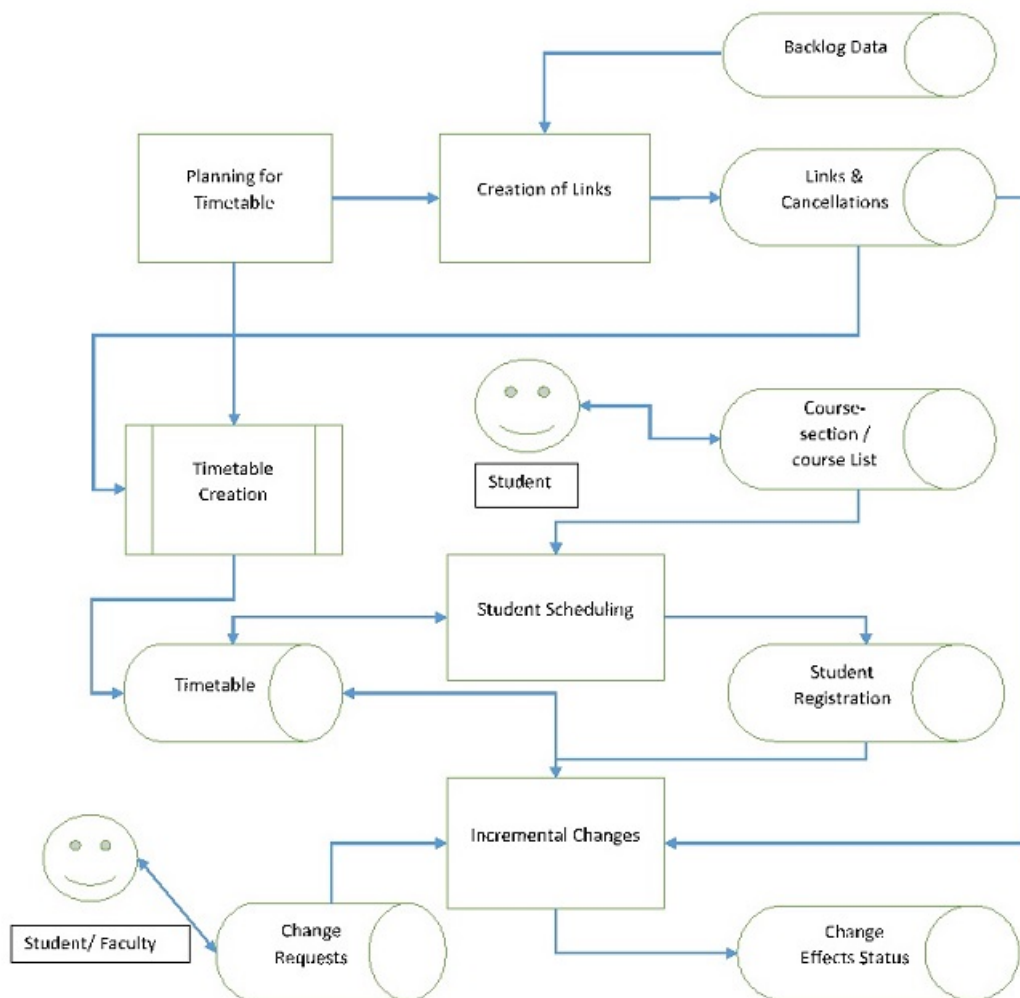 Backlog Data
Planning for
Timetable
Creation of Links
Links &
Cancellations
Course-
section /
course List
Student
Timetable
Creation
Student Scheduling
Timetable
Student
Registration
Incremental Changes
Student/ Faculty
Change
Requests
Change
Effects Status